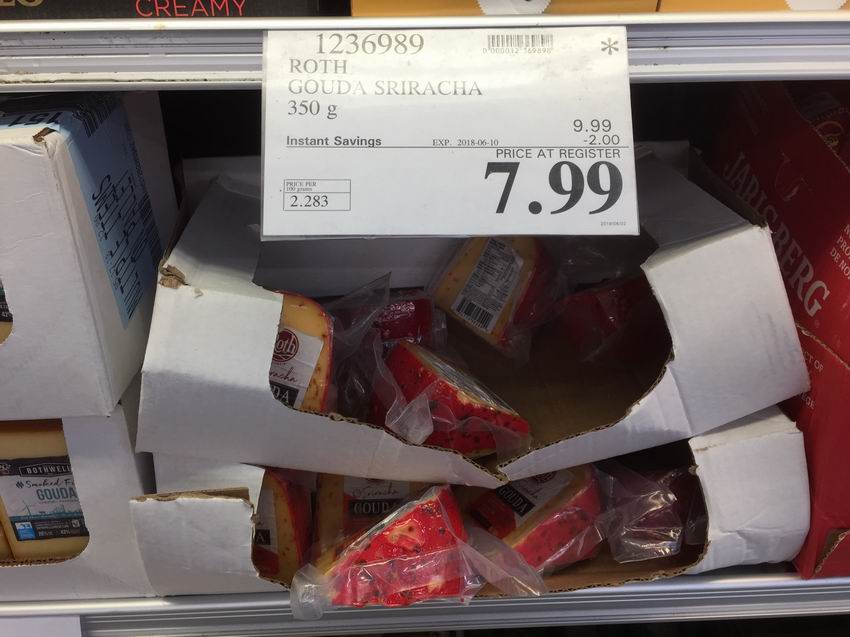 CREAMY
1236989
ROTH
GOUDA SRIRACHA
350 g
*
9.99
Instant Savings EXP. 2018-06-10 -2.00
PRICE AT REGISTER
7.99
PRICE PER
100 grams
2.283
JARLSBERG
Roth
GOUDA
BOTHWELL
Smoked
GOUDA